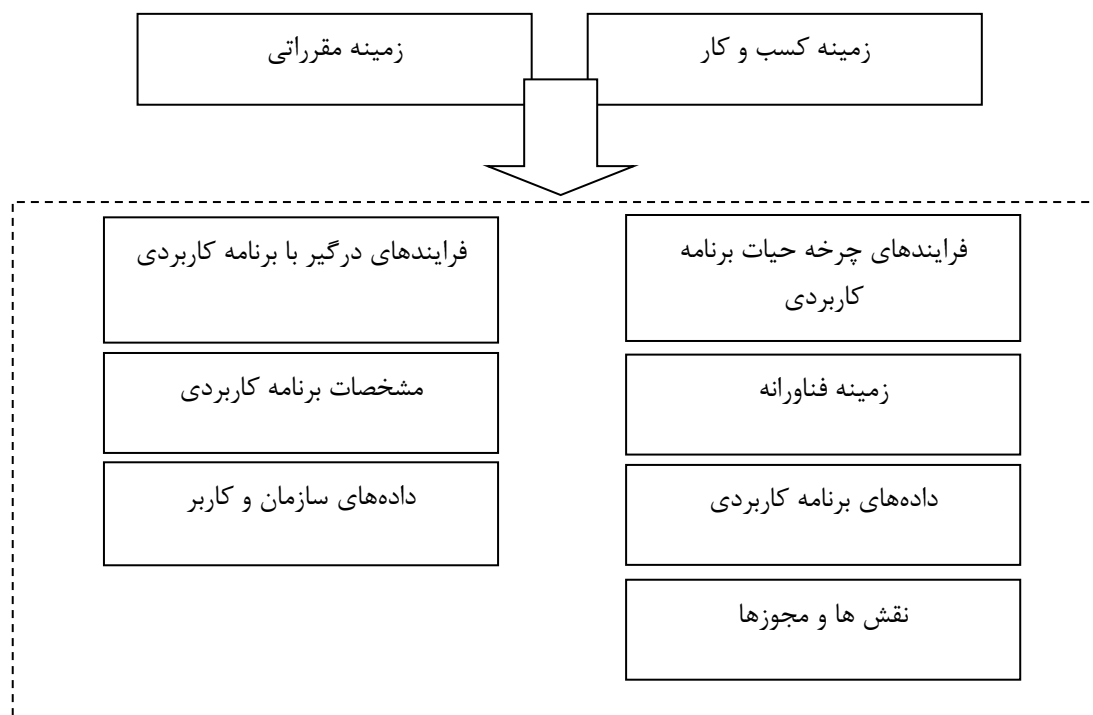 زمینه کسب و کار
زمینه مقرراتی
فرایندهای چرخه حیات برنامه
کاربردی
فرایندهای درگیر با برنامه کاربردی
زمینه فناورانه
مشخصات برنامه کاربردی
داده‌های برنامه کاربردی
داده‌های سازمان و کاربر
نقش ها و مجوزها